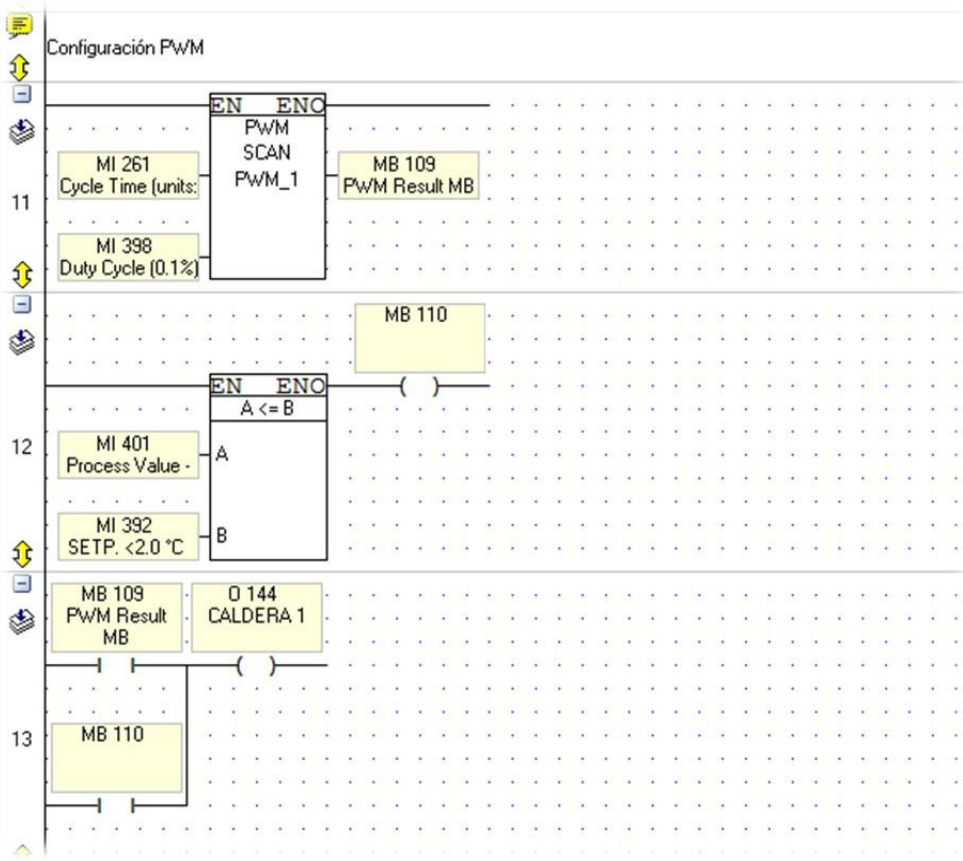 Configuración PWM
EN ENO
PWM
SCAN
PWM_1
MI 261
Cycle Time (units:
MB 109
PWM Result MB
11
MI 398
Duty Cycle (0.1%)
MB 110
EN ENO
A <= B
12
MI 401
Process Value -
A
MI 392
SETP. <2.0 °C
B
MB 109
PWM Result
MB
O 144
CALDERA 1
13
MB 110